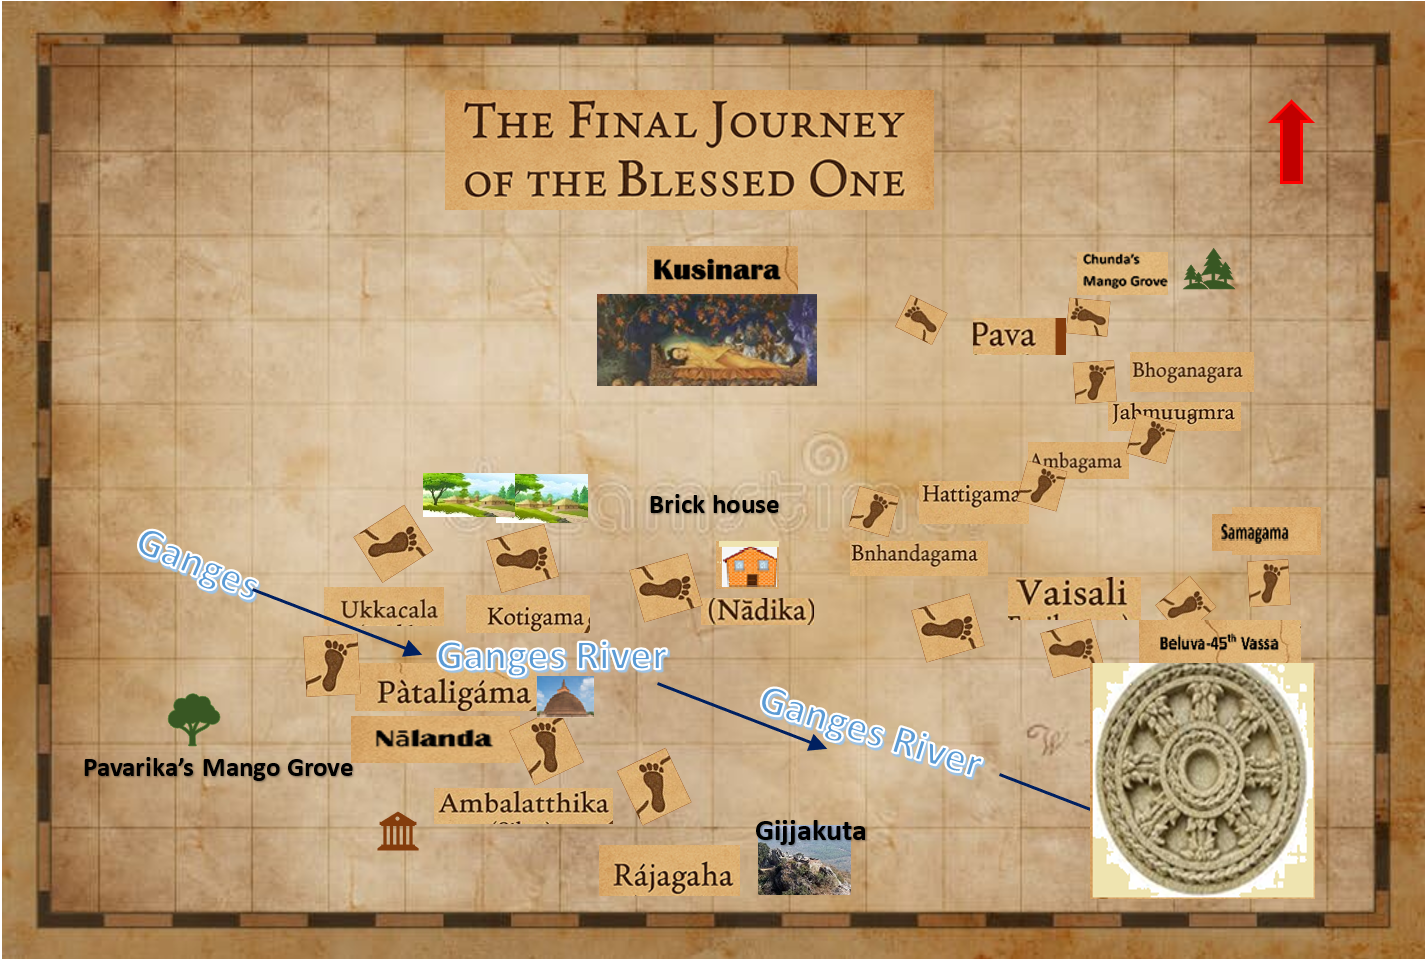 THE FINAL JOURNEY
OF THE BLESSED ONE
Kusinara
Chunda's
Mango Grove
Pava
Bhoganagara
Jabmuugmra
Ambagama
Hattigama
Brick house
Samagama
Ganges
Bnhandagama
Vaisali
Ukkacala
Kotigama
(Nādika)
Beluva-45th Vassa
Ganges River
Pàtaligáma
Ganges River
Nālanda
Pavarika's Mango Grove
Ambalatthika
Gijjakuta
Rájagaha